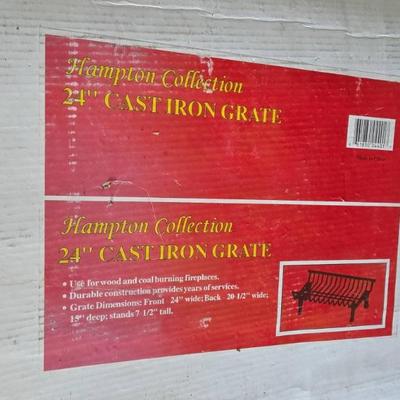 Hampton Collection
24" CAST IRON GRATE
Hampton Collection
24" CAST IRON GRATE
• Use for wood and coal burning fireplaces.
• Durable construction provides years of services.
• Grate Dimensions: Front 24" wide; Back 20-1/2" wide;
15" deep; stands 7-1/2" tall.